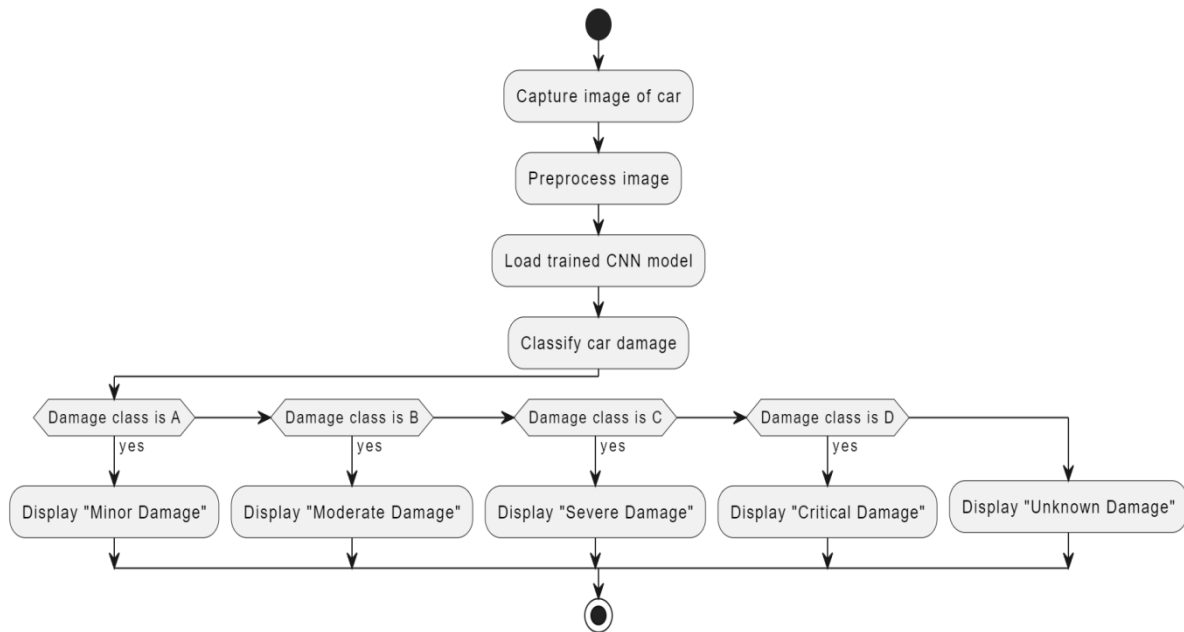 Capture image of car
Preprocess image
Load trained CNN model
Classify car damage
Damage class is A
Damage class is B
Damage class is C
Damage class is D
yes
yes
yes
yes
Display "Minor Damage"
Display "Moderate Damage"
Display "Severe Damage"
Display "Critical Damage"
Display "Unknown Damage"